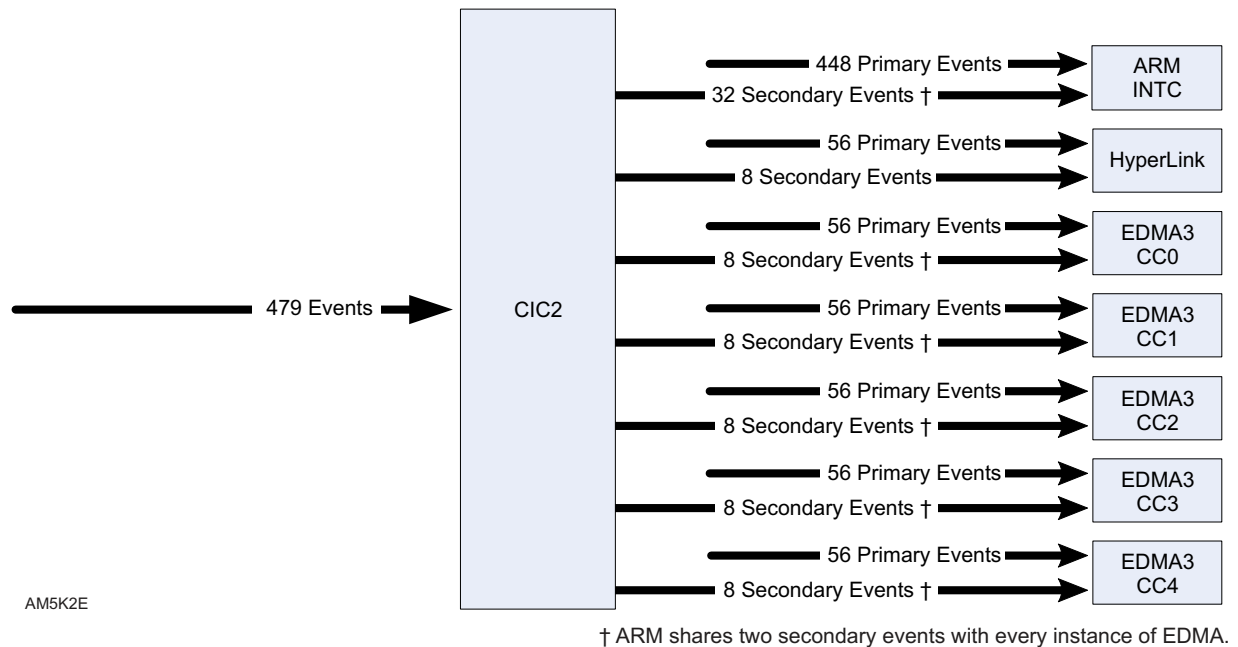 448 Primary Events
ARM
INTC
32 Secondary Events †
56 Primary Events
HyperLink
8 Secondary Events
56 Primary Events
EDMA3
CC0
8 Secondary Events †
479 Events
CIC2
56 Primary Events
EDMA3
CC1
8 Secondary Events †
56 Primary Events
EDMA3
CC2
8 Secondary Events †
56 Primary Events
EDMA3
CC3
8 Secondary Events †
56 Primary Events
EDMA3
CC4
8 Secondary Events †
AM5K2E
† ARM shares two secondary events with every instance of EDMA.